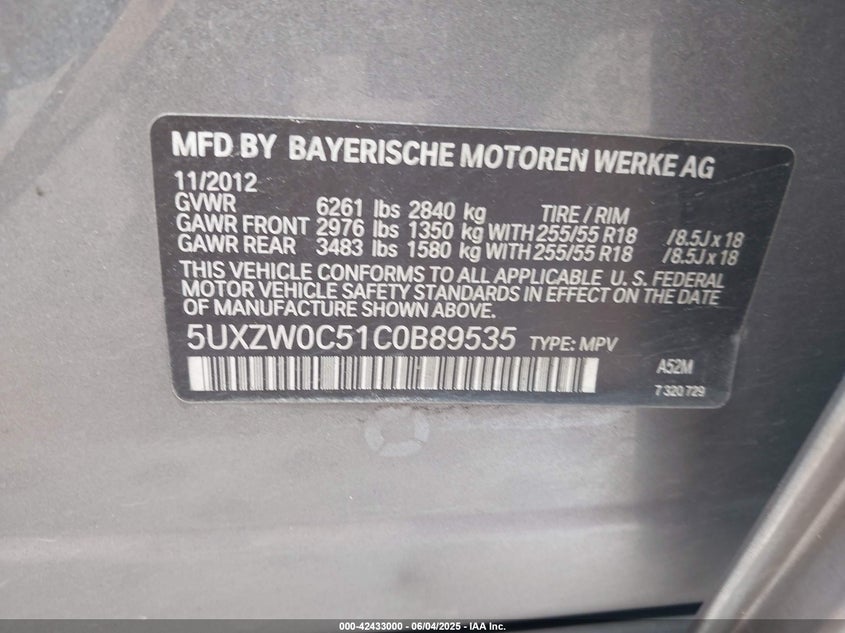 MFD BY BAYERISCHE MOTOREN WERKE AG
11/2012
GVWR 6261 lbs 2840 kg TIRE / RIM
GAWR FRONT 2976 lbs 1350 kg WITH 255/55 R18 /8.5J x 18
GAWR REAR 3483 lbs 1580 kg WITH 255/55 R18 /8.5J x 18
THIS VEHICLE CONFORMS TO ALL APPLICABLE U.S. FEDERAL
MOTOR VEHICLE SAFETY STANDARDS IN EFFECT ON THE DATE
OF MANUFACTURE SHOWN ABOVE.
5UXZW0C51C0B89535 TYPE: MPV
A52M
7 320 729
000-42433000 - 06/04/2025 - IAA Inc.